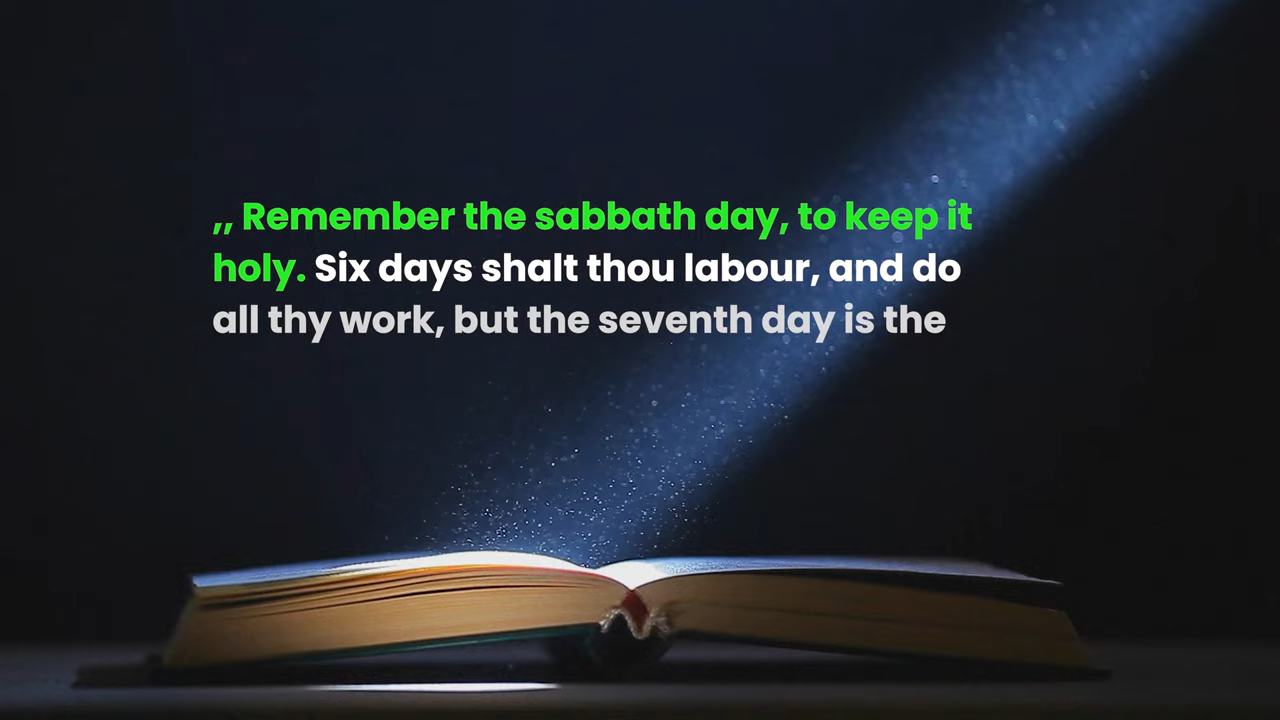 ,, Remember the sabbath day, to keep it
holy. Six days shalt thou labour, and do
all thy work, but the seventh day is the